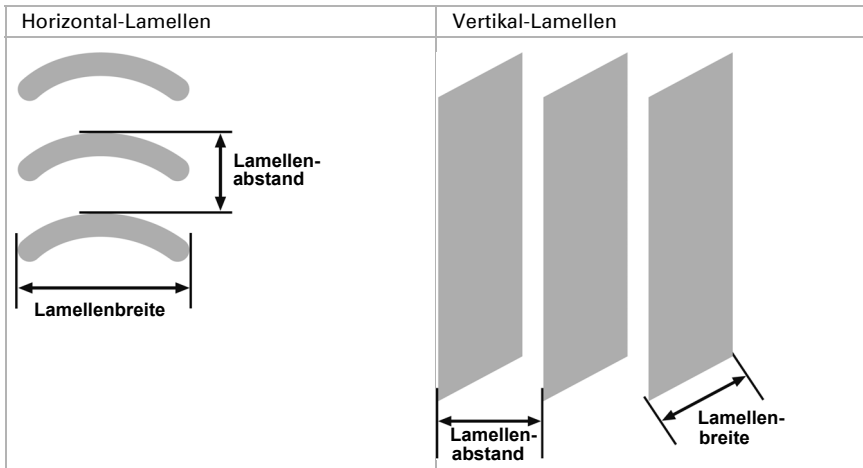 Horizontal-Lamellen
Vertikal-Lamellen
Lamellen-
abstand
Lamellenbreite
Lamellen-
abstand
Lamellen-
breite